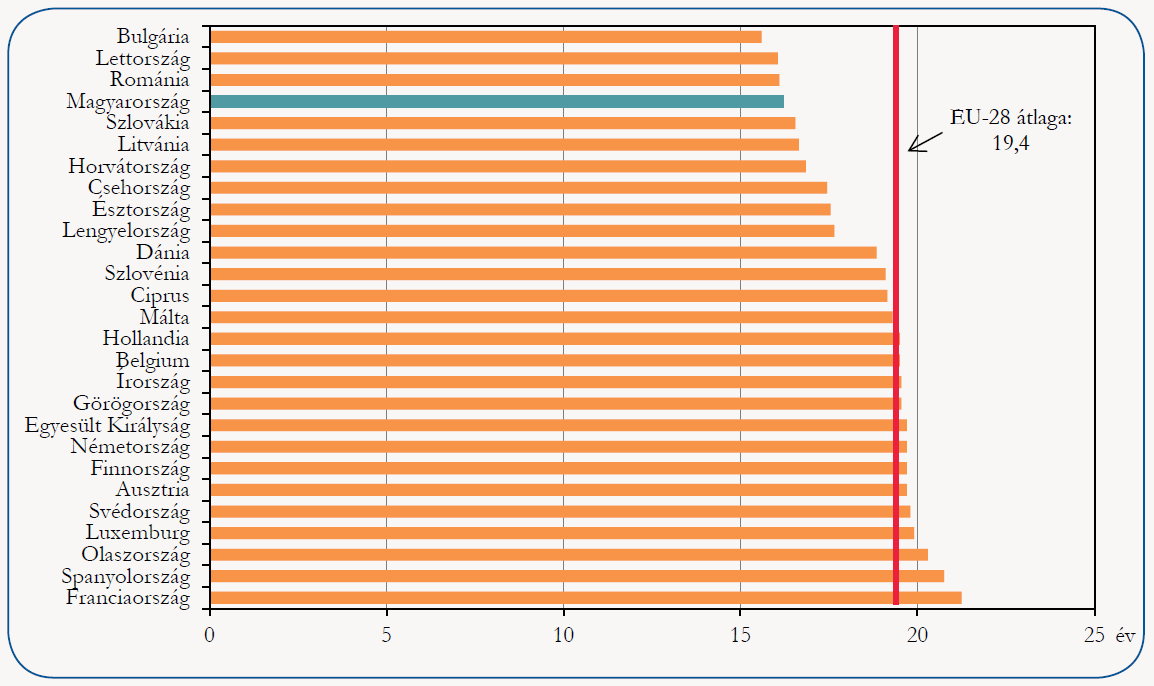 Bulgária
Lettország
Románia
Magyarország
Szlovákia
Litvánia
Horvátország
Csehország
Észtország
Lengyelország
Dánia
Szlovénia
Ciprus
Málta
Hollandia
Belgium
Írország
Görögország
Egyesült Királyság
Németország
Finnország
Ausztria
Svédország
Luxemburg
Olaszország
Spanyolország
Franciaország
EU-28 átlaga:
19,4
0 5 10 15 20 25 év